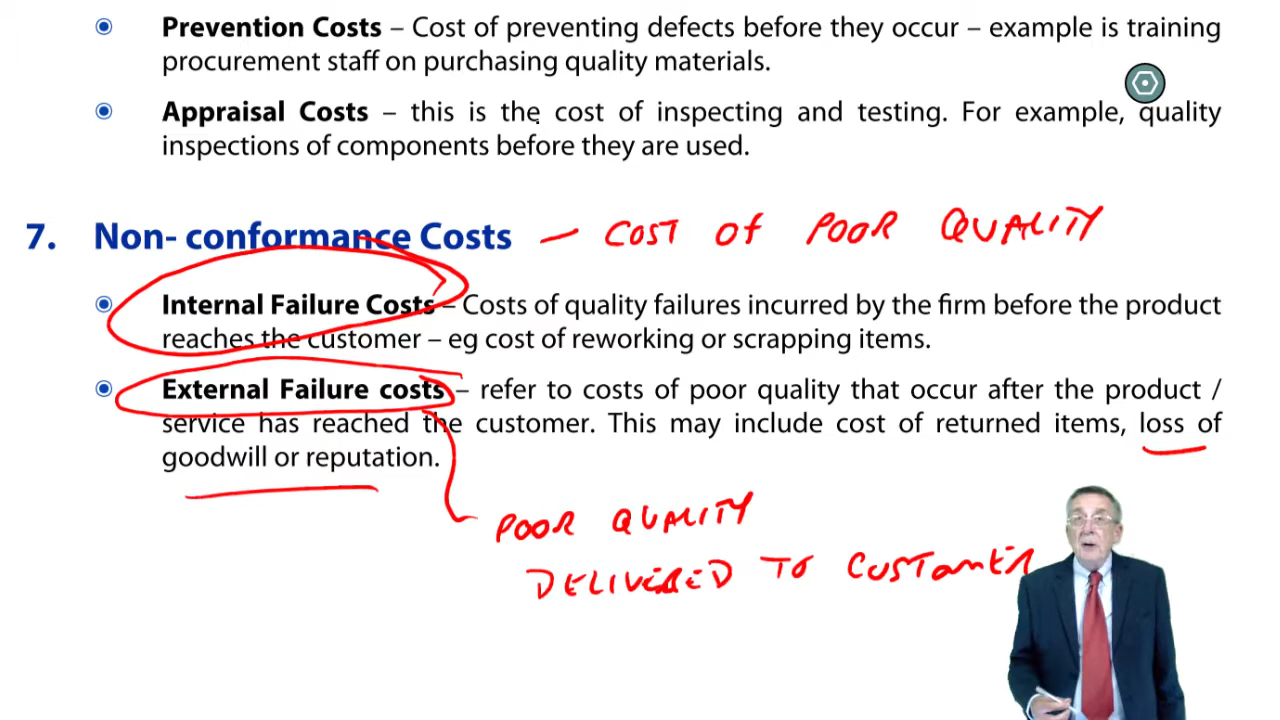 Prevention Costs – Cost of preventing defects before they occur – example is training
procurement staff on purchasing quality materials.
Appraisal Costs – this is the cost of inspecting and testing. For example, quality
inspections of components before they are used.
7. Non- conformance Costs – COST OF POOR QUALITY
Internal Failure Costs – Costs of quality failures incurred by the firm before the product
reaches the customer – eg cost of reworking or scrapping items.
External Failure costs – refer to costs of poor quality that occur after the product /
service has reached the customer. This may include cost of returned items, loss of
goodwill or reputation.
POOR QUALITY
DELIVERED TO CUSTOMER